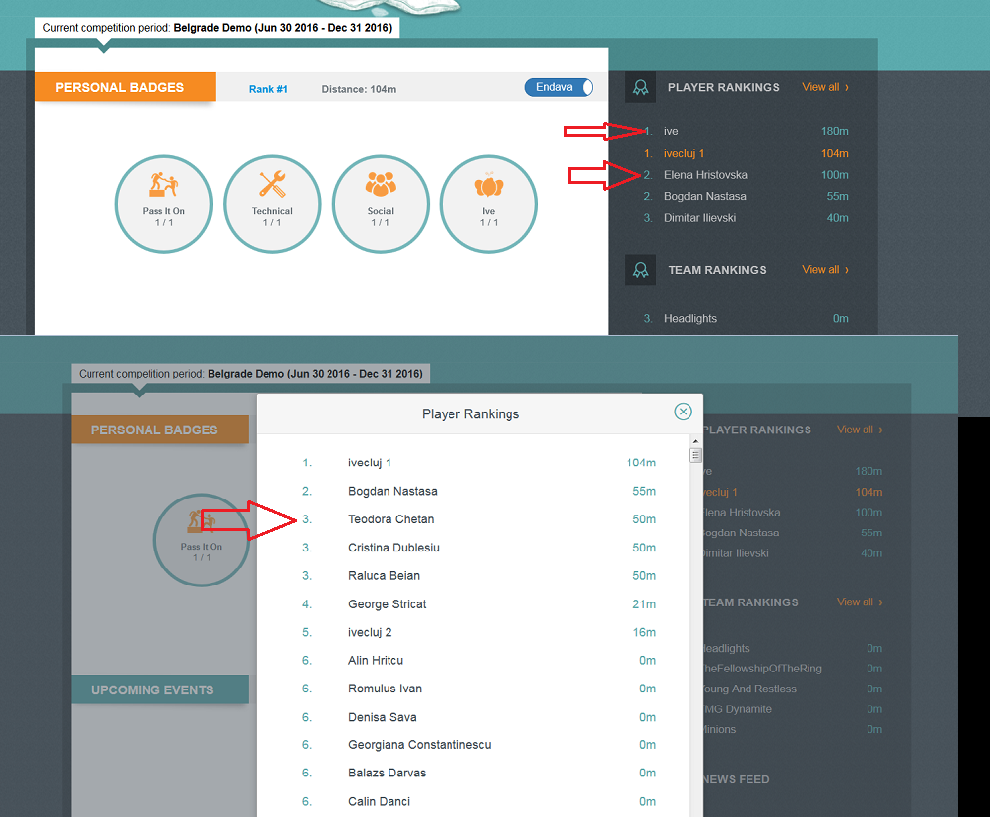 Current competition period: Belgrade Demo (Jun 30 2016 - Dec 31 2016)
PERSONAL BADGES
Rank #1
Distance: 104m
Endava
Pass It On
1 / 1
Technical
1 / 1
Social
1 / 1
Ive
1 / 1
PLAYER RANKINGS View all ›
1. ive 180m
1. ivecluj 1 104m
2. Elena Hristovska 100m
2. Bogdan Nastasa 55m
3. Dimitar Ilievski 40m
TEAM RANKINGS View all ›
3. Headlights 0m
Current competition period: Belgrade Demo (Jun 30 2016 - Dec 31 2016)
PERSONAL BADGES
Pass It On
1 / 1
UPCOMING EVENTS
Player Rankings
1. ivecluj 1 104m
2. Bogdan Nastasa 55m
3. Teodora Chetan 50m
3. Cristina Dublesiu 50m
3. Raluca Beian 50m
4. George Stricat 21m
5. ivecluj 2 16m
6. Alin Hritcu 0m
6. Romulus Ivan 0m
6. Denisa Sava 0m
6. Georgiana Constantinescu 0m
6. Balazs Darvas 0m
6. Calin Danci 0m
PLAYER RANKINGS View all ›
ve 180m
vecluj 1 104m
Elena Hristovska 100m
Bogdan Nastasa 55m
Dimitar Ilievski 40m
TEAM RANKINGS View all ›
Headlights 0m
TheFellowshipOfTheRing 0m
Young And Restless 0m
MG Dynamite 0m
Minions 0m
NEWS FEED